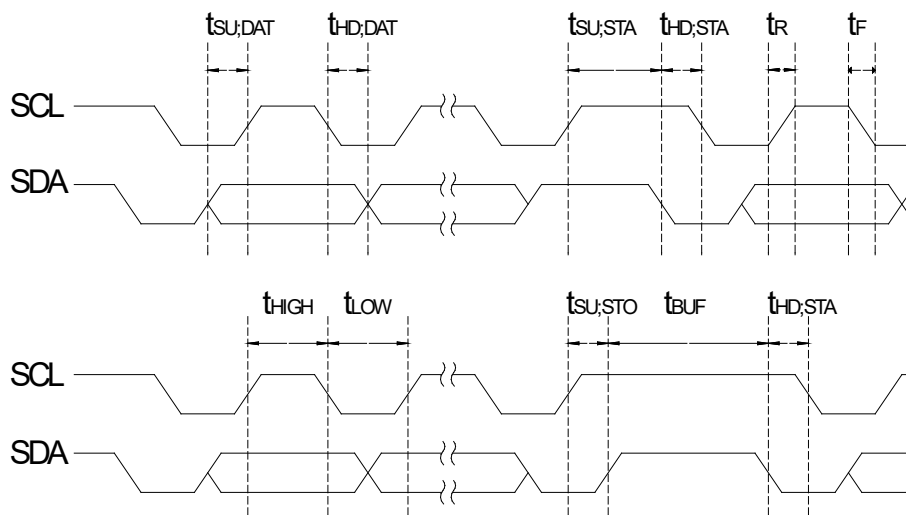 tSU;DAT tHD;DAT tSU;STA tHD;STA tR tF
SCL
SDA
tHIGH tLOW tSU;STO tBUF tHD;STA
SCL
SDA